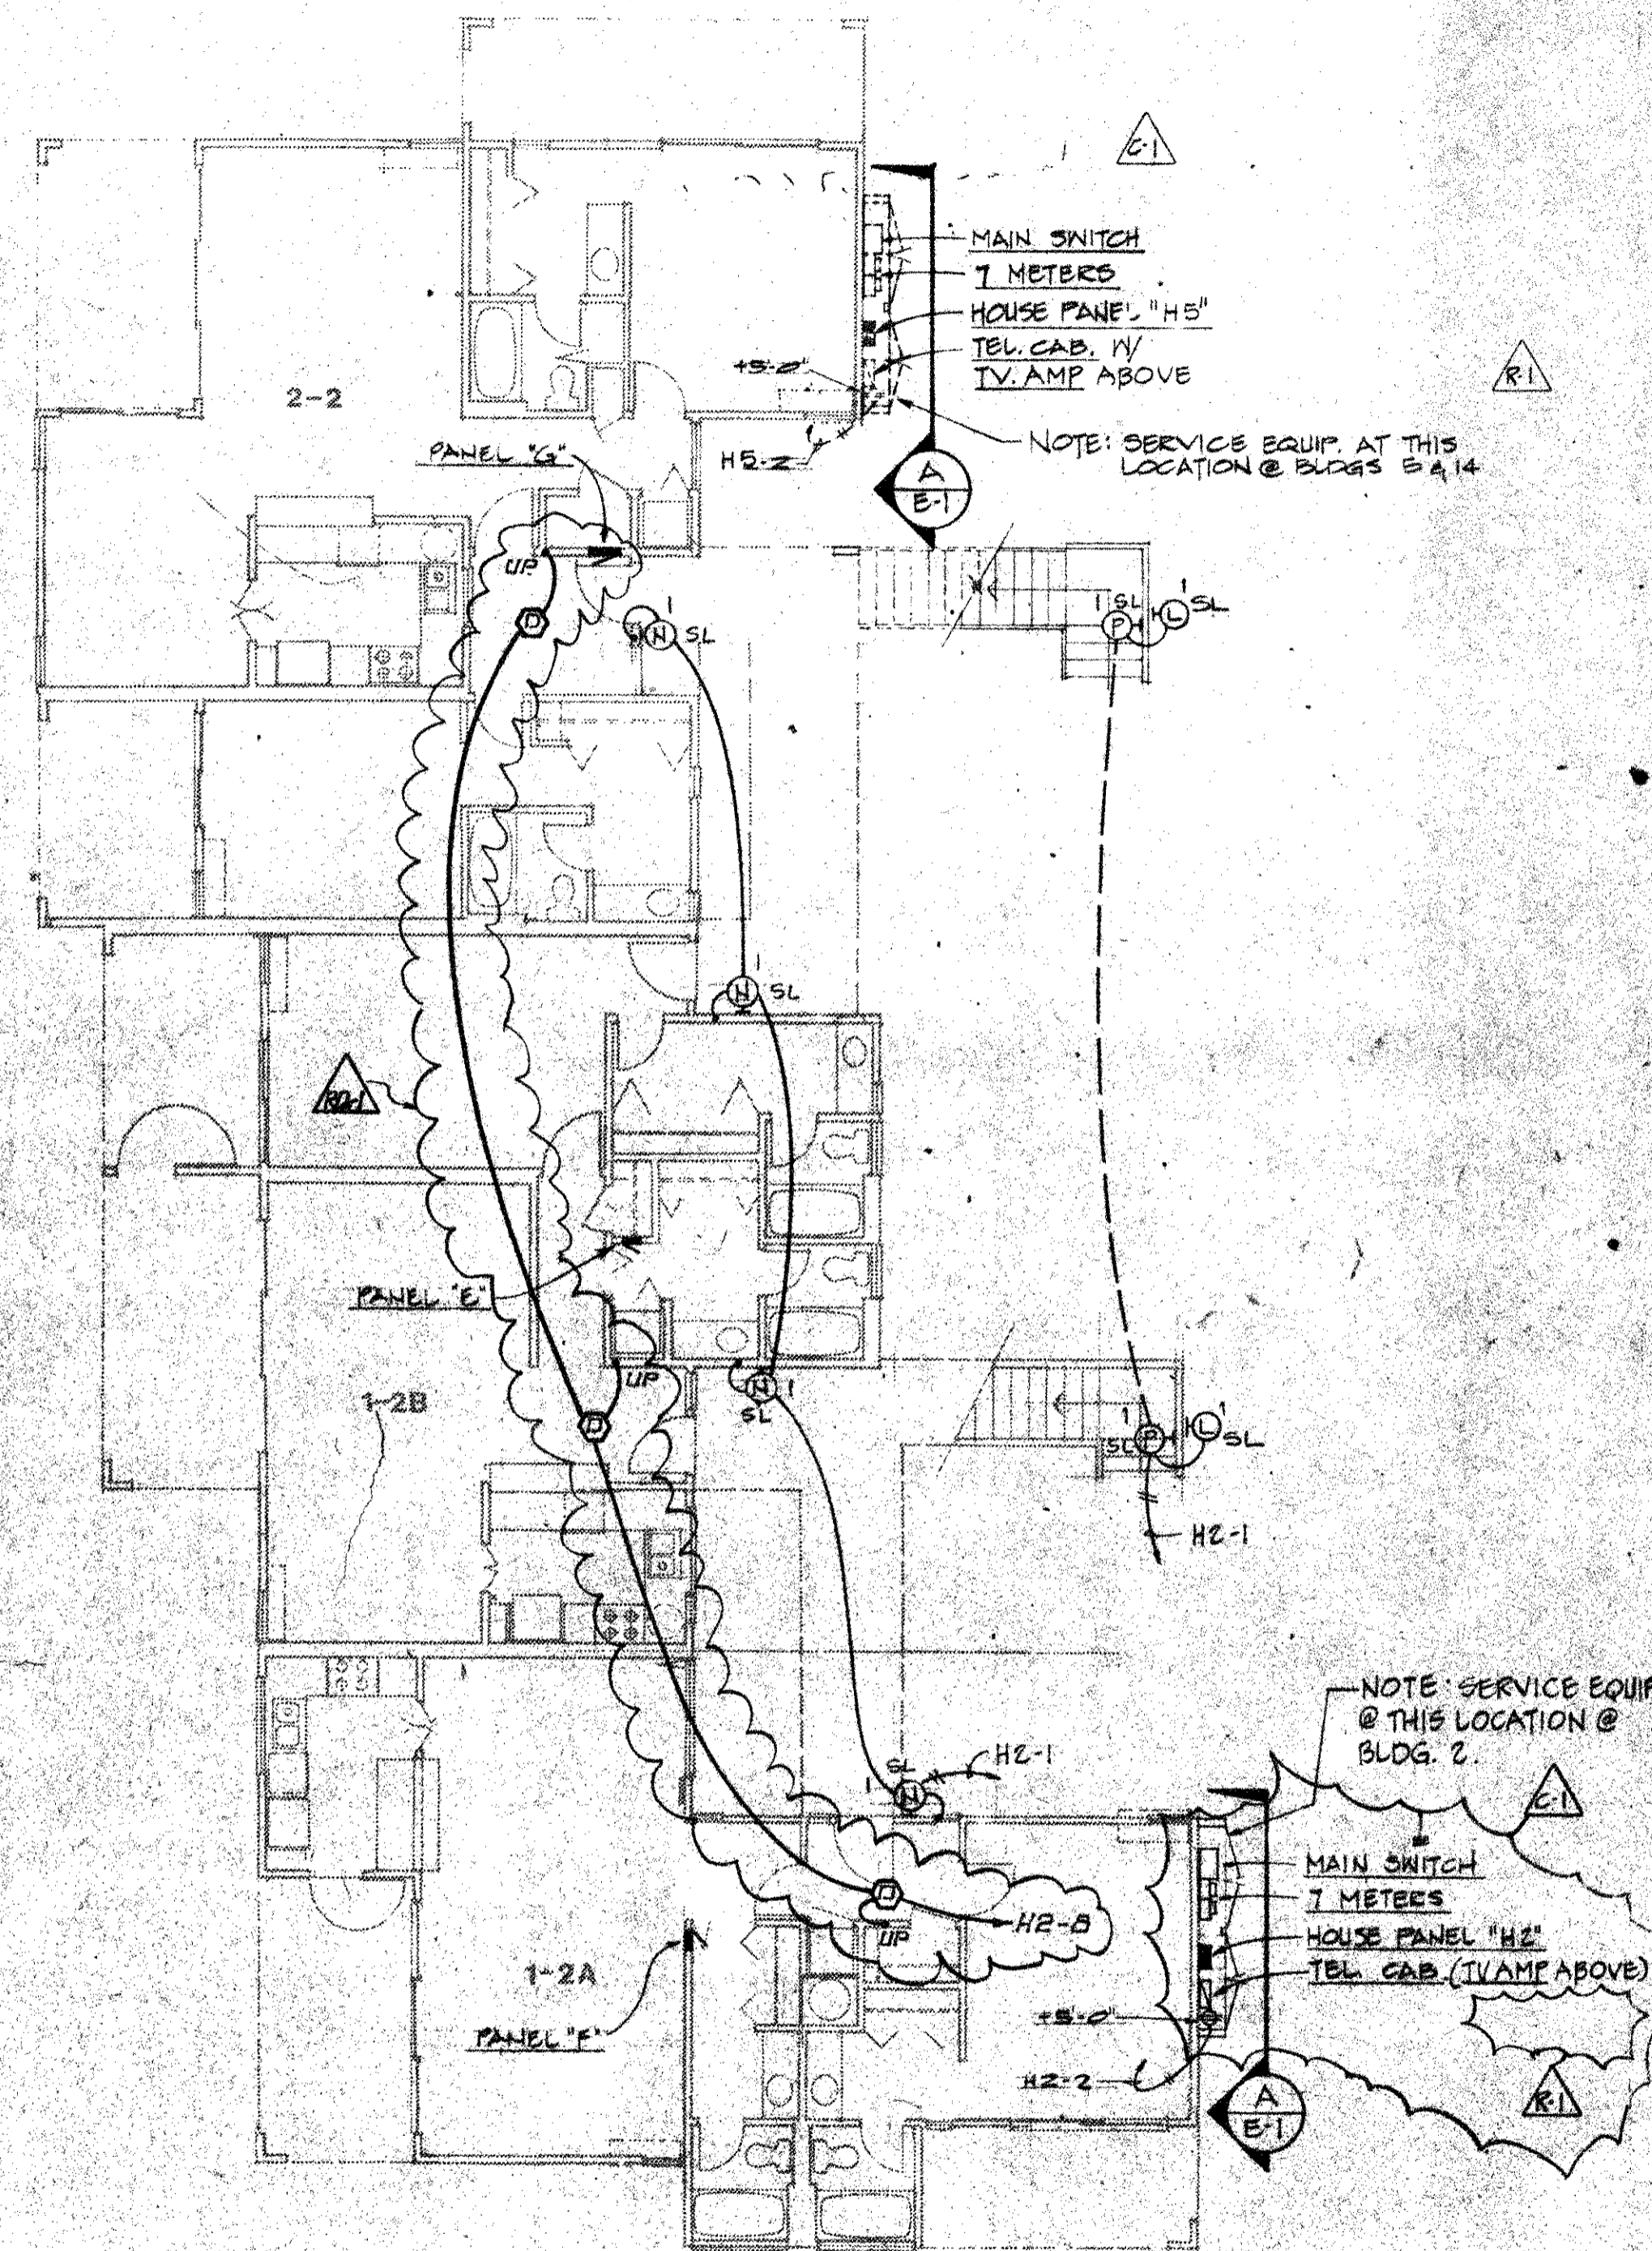 C-1
MAIN SWITCH
7 METERS
HOUSE PANEL "H5"
TEL. CAB. W/
TV. AMP ABOVE
+5'-0"
R-1
2-2
NOTE: SERVICE EQUIP. AT THIS
LOCATION @ BLDGS 5 & 14
PANEL "G"
H5-2
A
E-1
UP
D
1
N SL
1 SL
P
1
L SL
1
N SL
PANEL "E"
1-2B
UP
D
N 1
SL
1
SL P
1
L SL
H2-1
NOTE: SERVICE EQUIP
@ THIS LOCATION @
BLDG. 2.
SL
1 N
H2-1
C-1
MAIN SWITCH
7 METERS
HOUSE PANEL "H2"
TEL. CAB. (TV AMP ABOVE)
D
H2-8
UP
1-2A
PANEL "F"
+5'-0"
H2-2
A
E-1
R-1